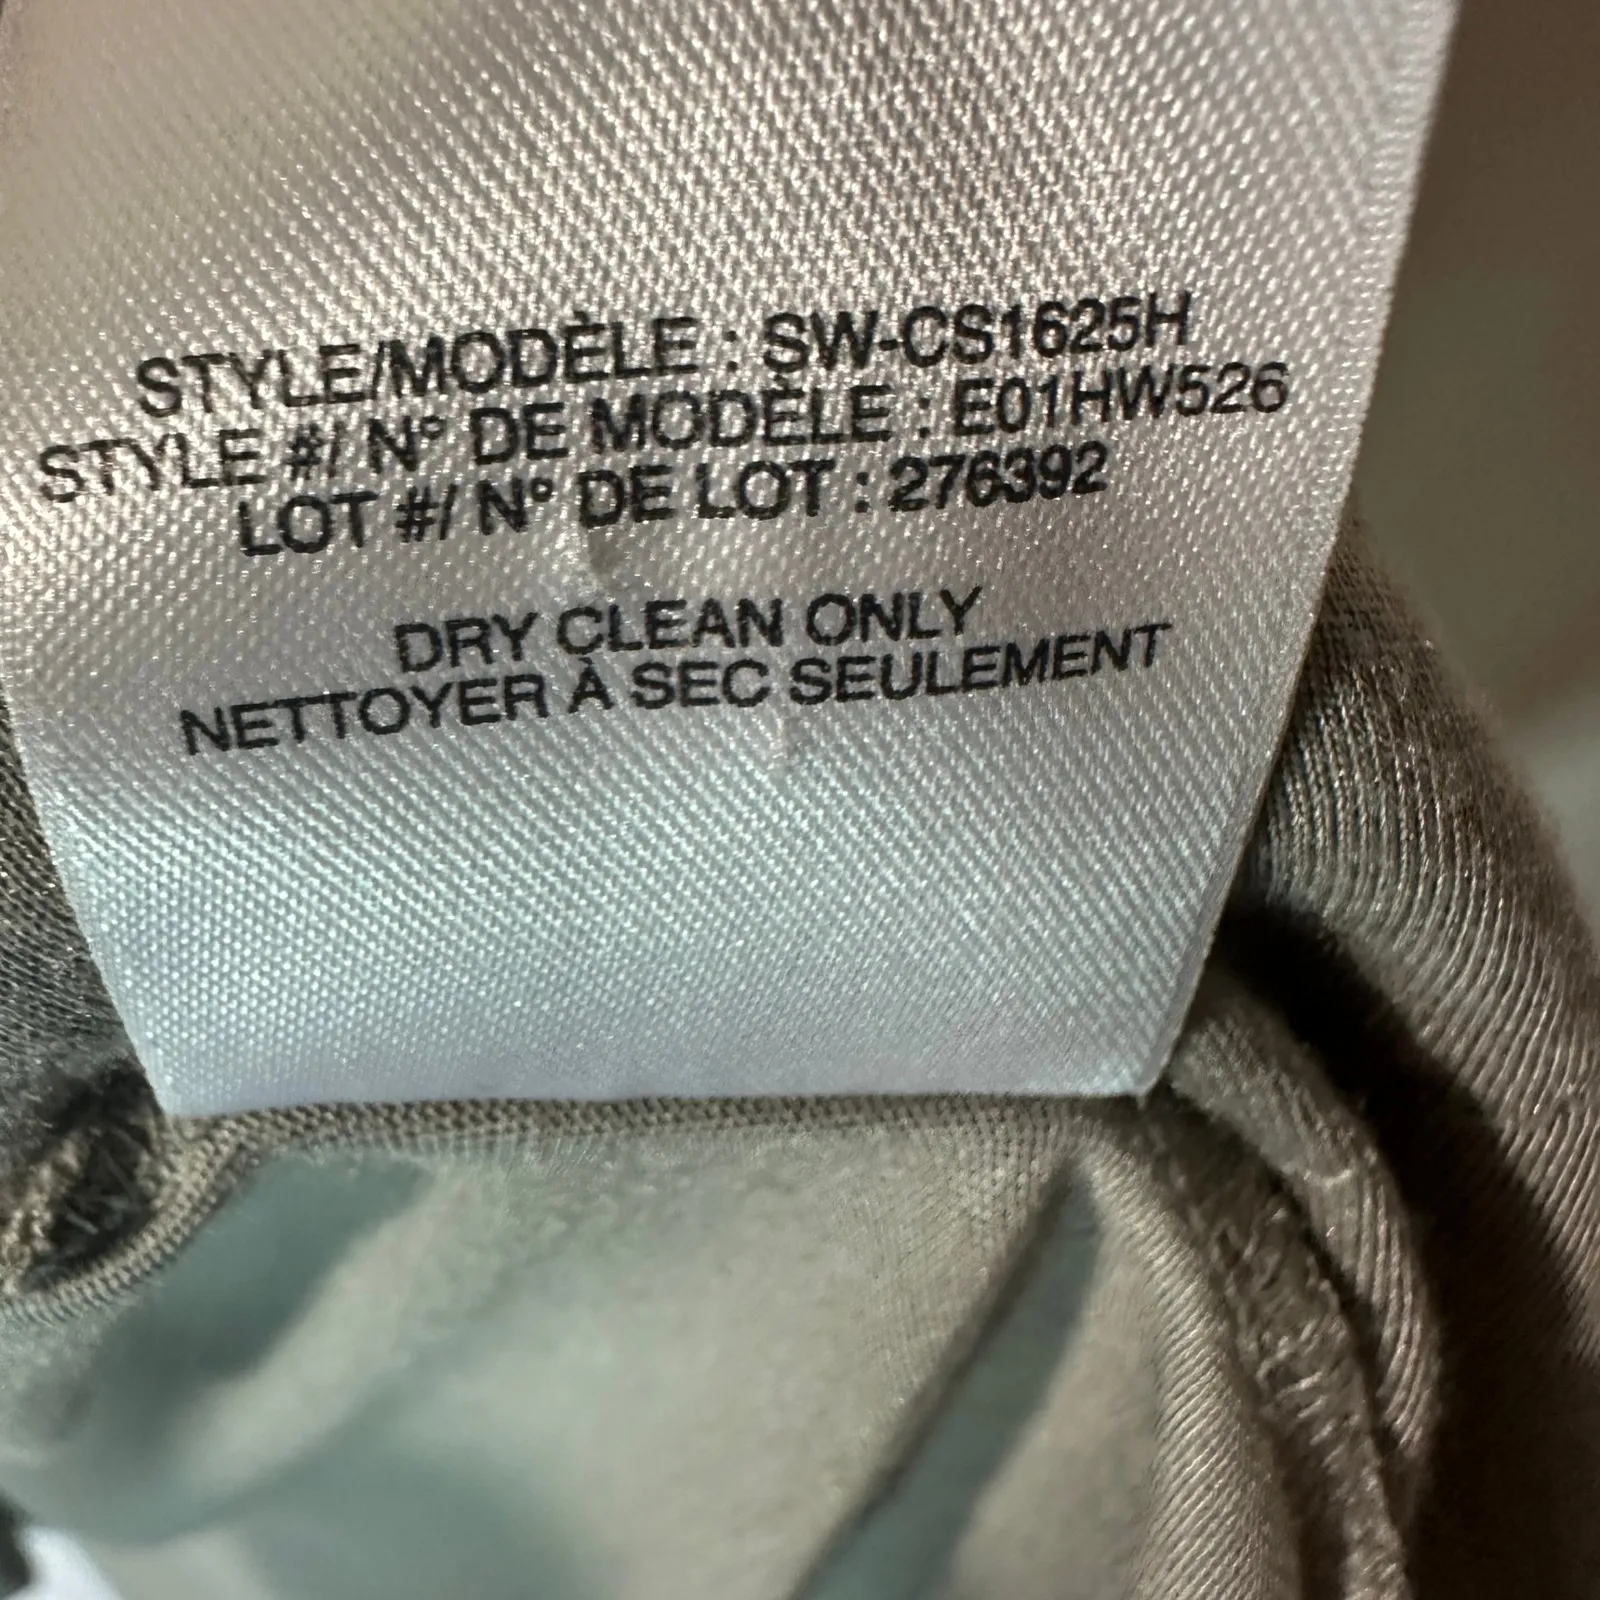 STYLE/MODÈLE : SW-CS1625H
STYLE #/ N° DE MODÈLE : E01HW526
LOT #/ N° DE LOT : 276392
DRY CLEAN ONLY
NETTOYER À SEC SEULEMENT